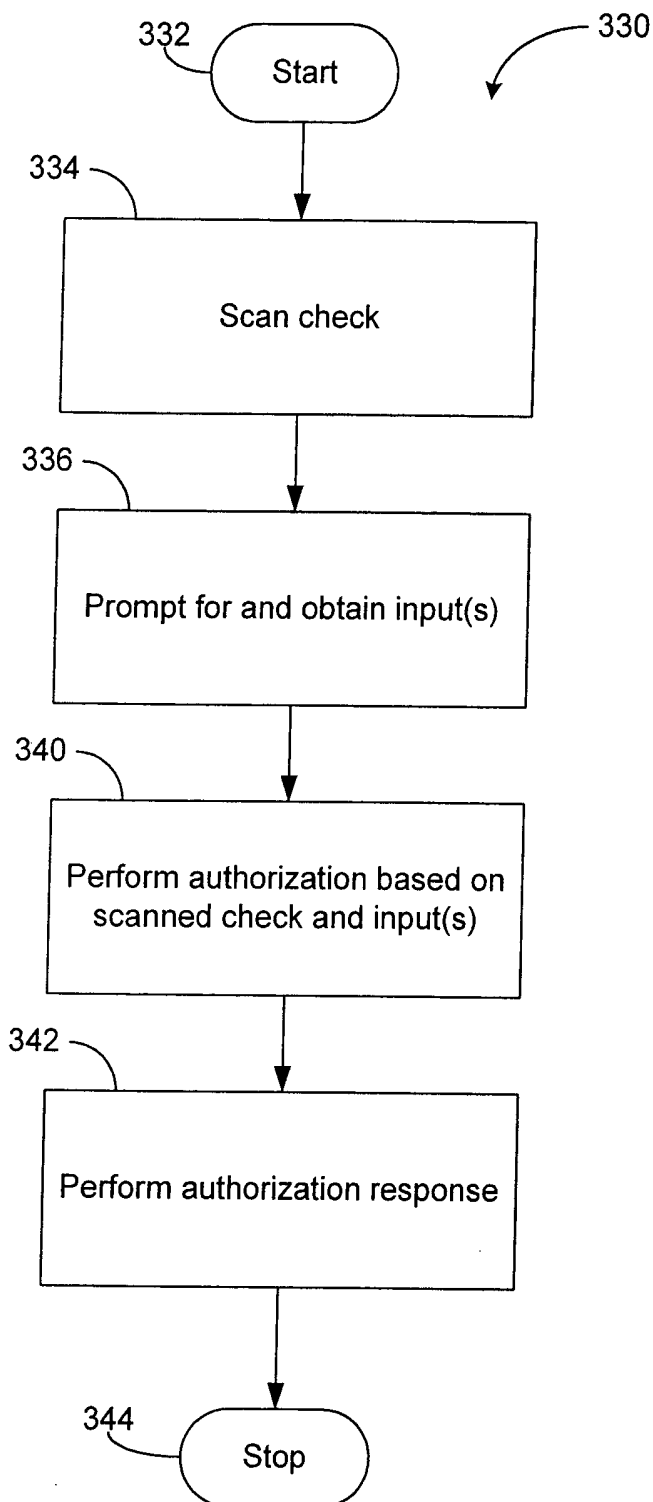 332
Start
330
334
Scan check
336
Prompt for and obtain input(s)
340
Perform authorization based on
scanned check and input(s)
342
Perform authorization response
344
Stop